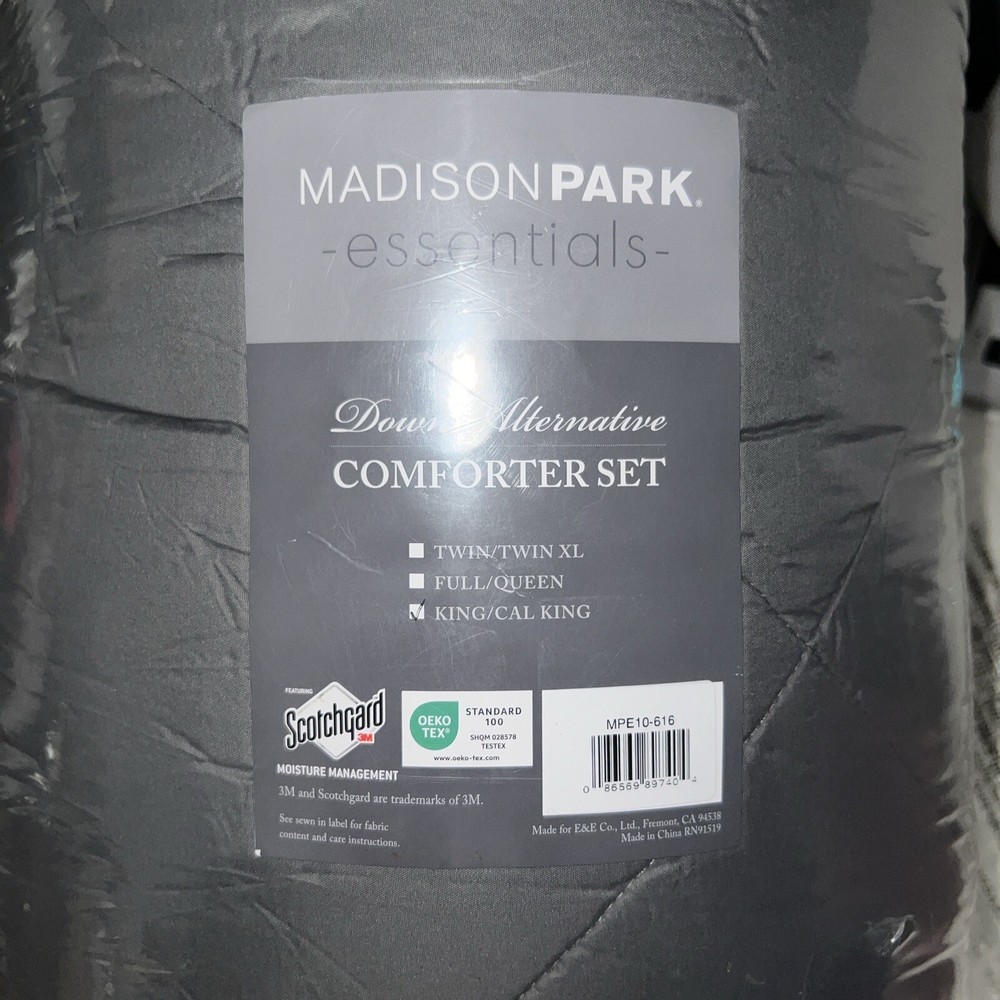 MADISON PARK®
-essentials-
Down Alternative
COMFORTER SET
TWIN/TWIN XL
FULL/QUEEN
KING/CAL KING
FEATURING
Scotchgard
3M
MOISTURE MANAGEMENT
3M and Scotchgard are trademarks of 3M.
See sewn in label for fabric
content and care instructions.
OEKO
TEX®
STANDARD
100
SHQM 028578
TESTEX
www.oeko-tex.com
MPE10-616
0 86569 89740 4
Made for E&E Co., Ltd., Fremont, CA 94538
Made in China RN91519